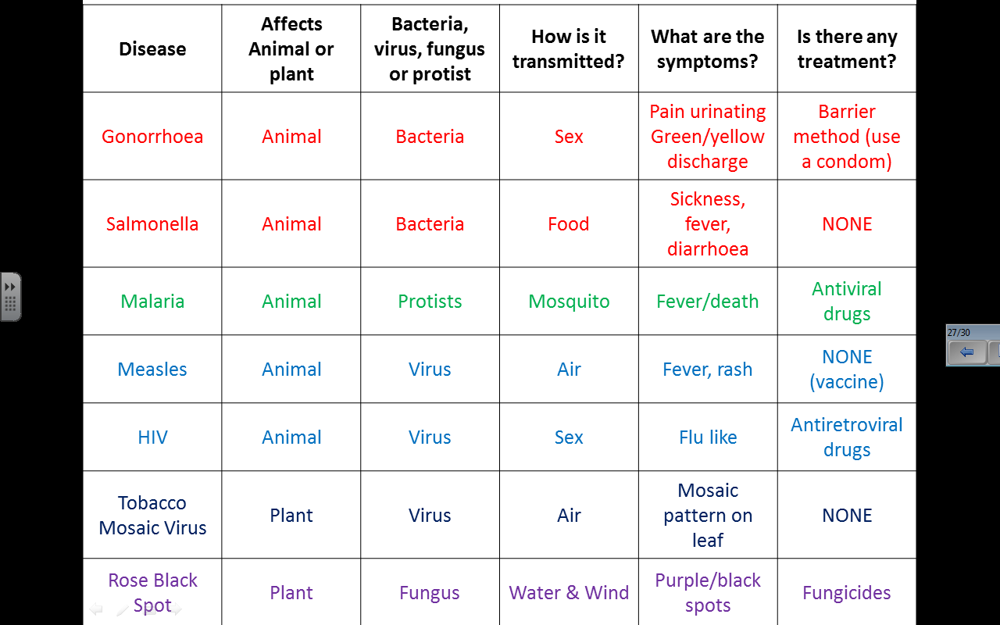 Disease
Affects
Animal or
plant
Bacteria,
virus, fungus
or protist
How is it
transmitted?
What are the
symptoms?
Is there any
treatment?
Gonorrhoea
Animal
Bacteria
Sex
Pain urinating
Green/yellow
discharge
Barrier
method (use
a condom)
Salmonella
Animal
Bacteria
Food
Sickness,
fever,
diarrhoea
NONE
Malaria
Animal
Protists
Mosquito
Fever/death
Antiviral
drugs
Measles
Animal
Virus
Air
Fever, rash
NONE
(vaccine)
HIV
Animal
Virus
Sex
Flu like
Antiretroviral
drugs
Tobacco
Mosaic Virus
Plant
Virus
Air
Mosaic
pattern on
leaf
NONE
Rose Black
Spot
Plant
Fungus
Water & Wind
Purple/black
spots
Fungicides
27/30